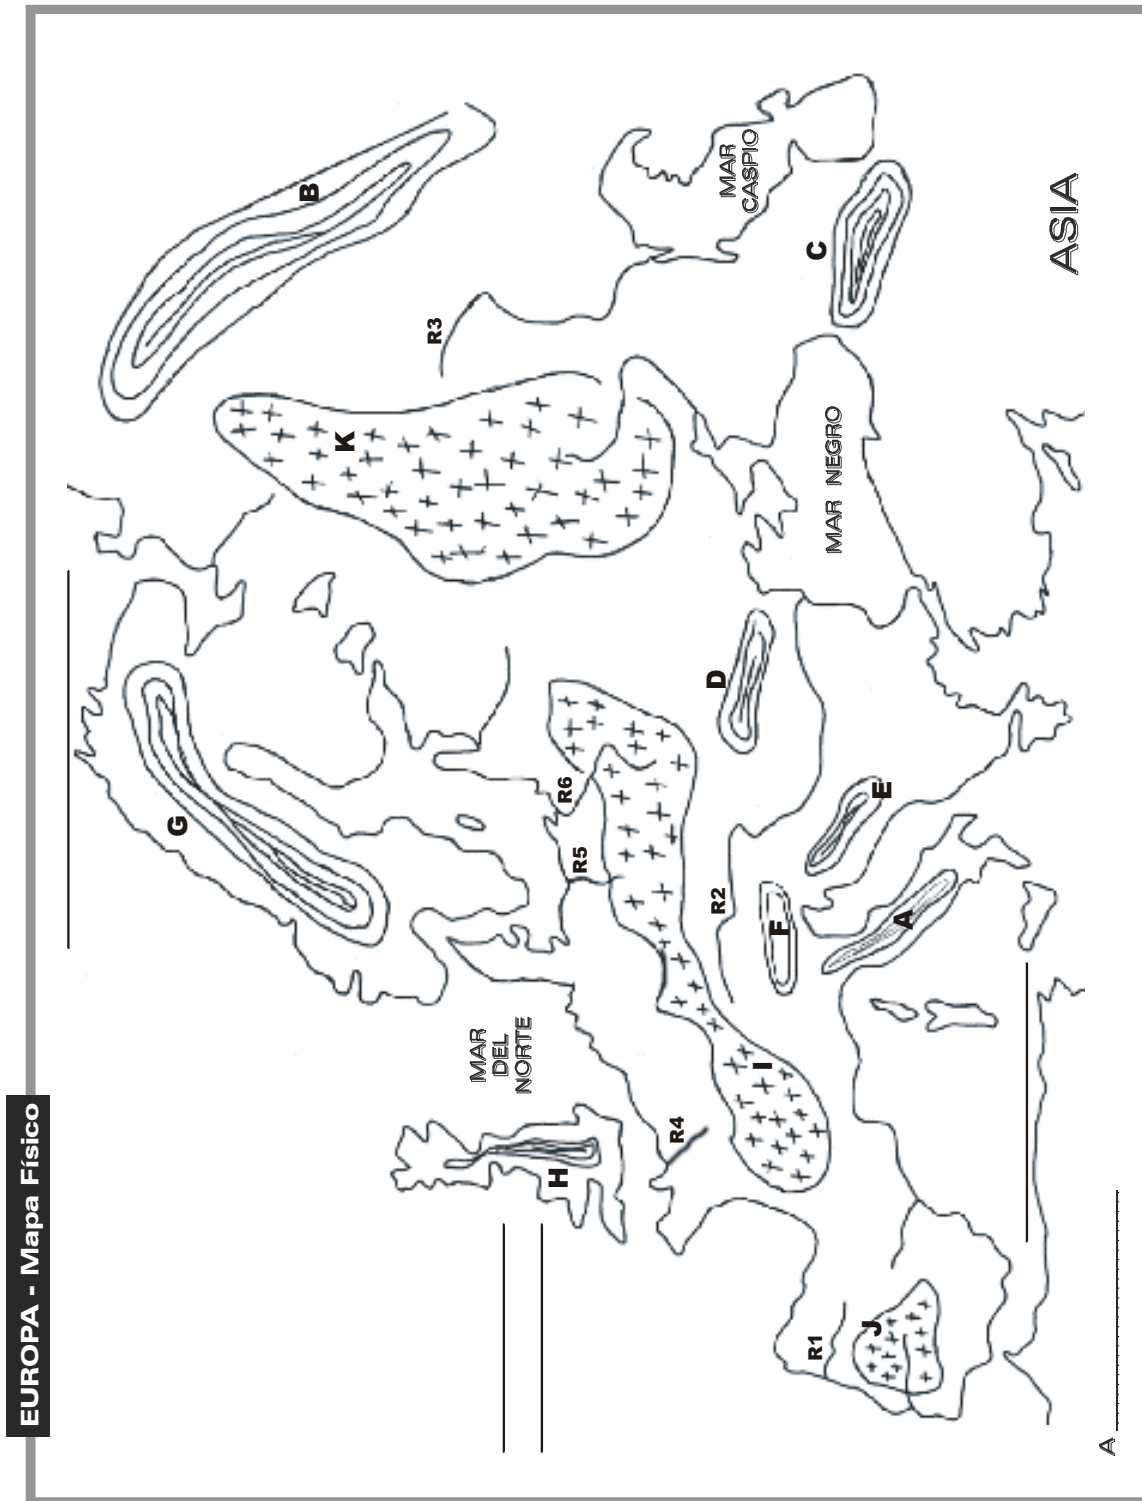 EUROPA - Mapa Físico
B
MAR
CASPIO
C
ASIA
R3
K
MAR NEGRO
G
D
R6
R5
R2
E
F
A
MAR
DEL
NORTE
I
R4
H
J
R1
A